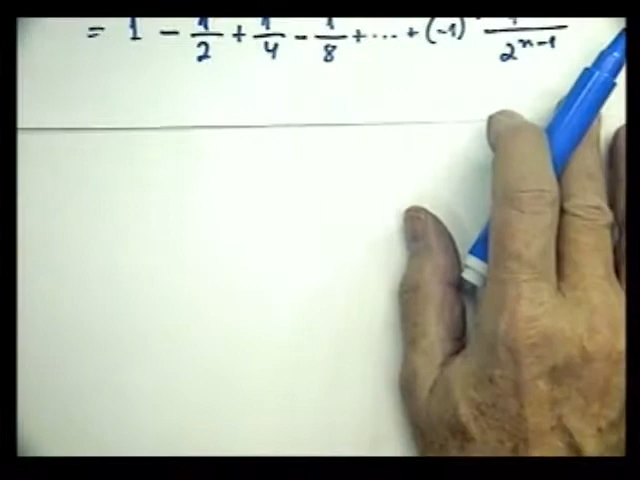 = 1 - 1/2 + 1/4 - 1/8 + ... + (-1) 1/2^{n-1}